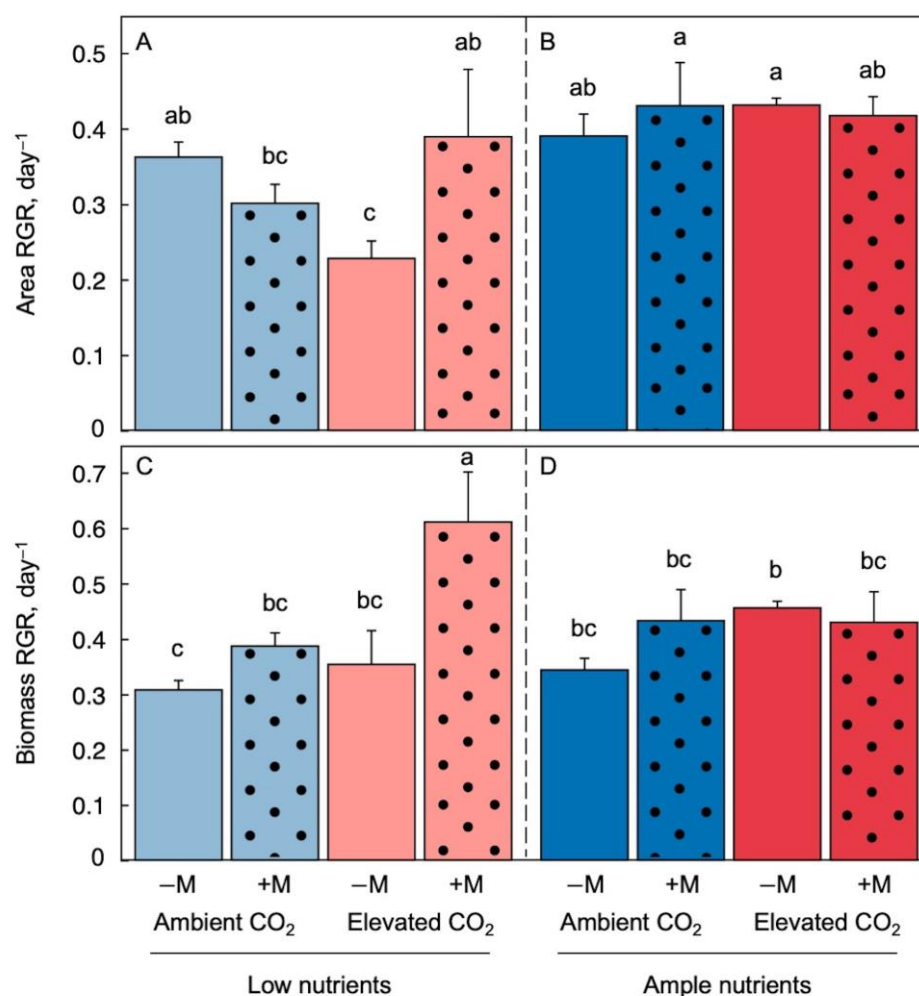 A
B
ab
bc
c
ab
ab
a
a
ab
Area RGR, day⁻¹
0.5
0.4
0.3
0.2
0.1
0
C
D
c
bc
bc
a
bc
bc
b
bc
Biomass RGR, day⁻¹
0.7
0.6
0.5
0.4
0.3
0.2
0.1
0
−M +M −M +M −M +M −M +M
Ambient CO₂ Elevated CO₂ Ambient CO₂ Elevated CO₂
Low nutrients Ample nutrients